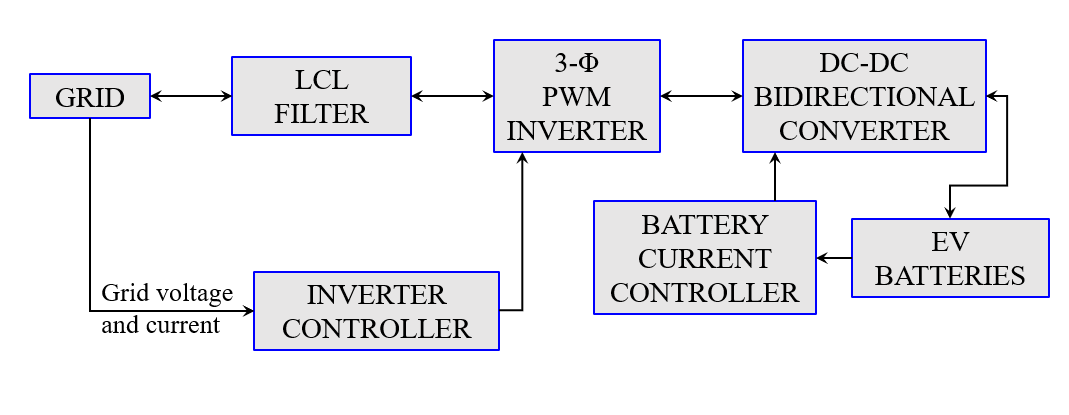 GRID
LCL
FILTER
3-Φ
PWM
INVERTER
DC-DC
BIDIRECTIONAL
CONVERTER
BATTERY
CURRENT
CONTROLLER
EV
BATTERIES
Grid voltage
and current
INVERTER
CONTROLLER